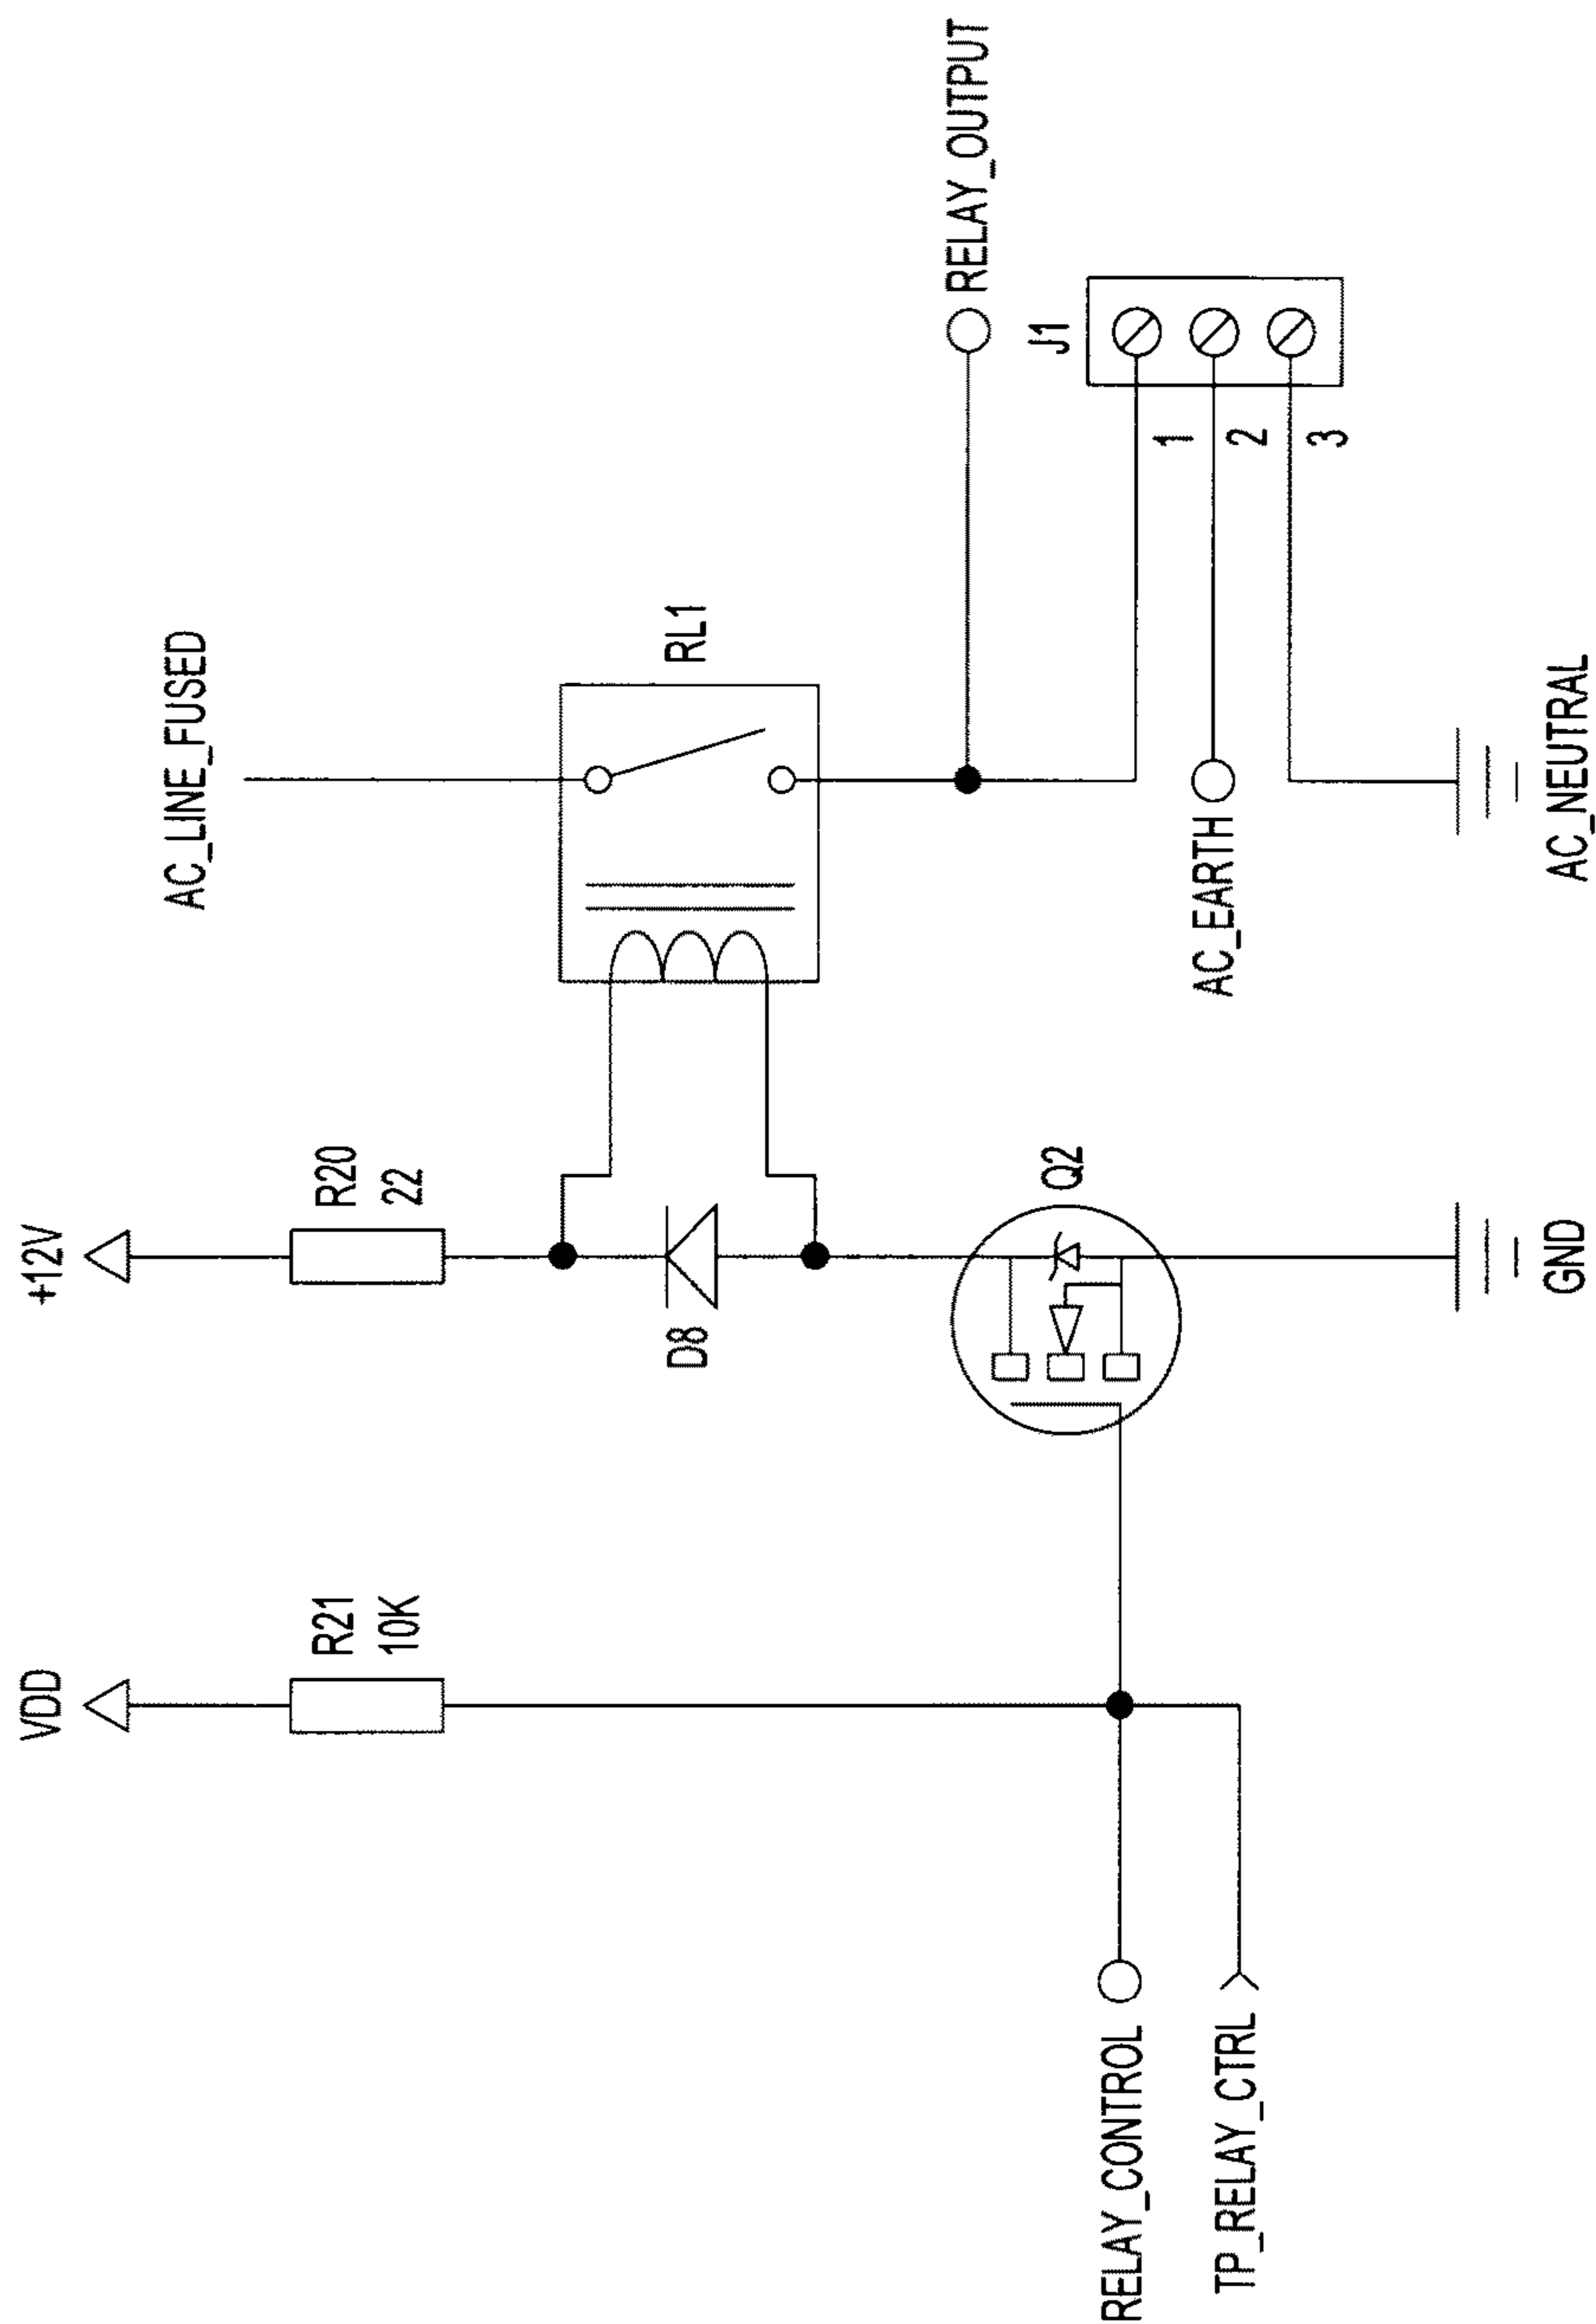 VDD
R21
10K
RELAY_CONTROL
TP_RELAY_CTRL
+12V
R20
22
D8
Q2
GND
AC_LINE_FUSED
RL1
RELAY_OUTPUT
J1
1
2
3
AC_EARTH
AC_NEUTRAL